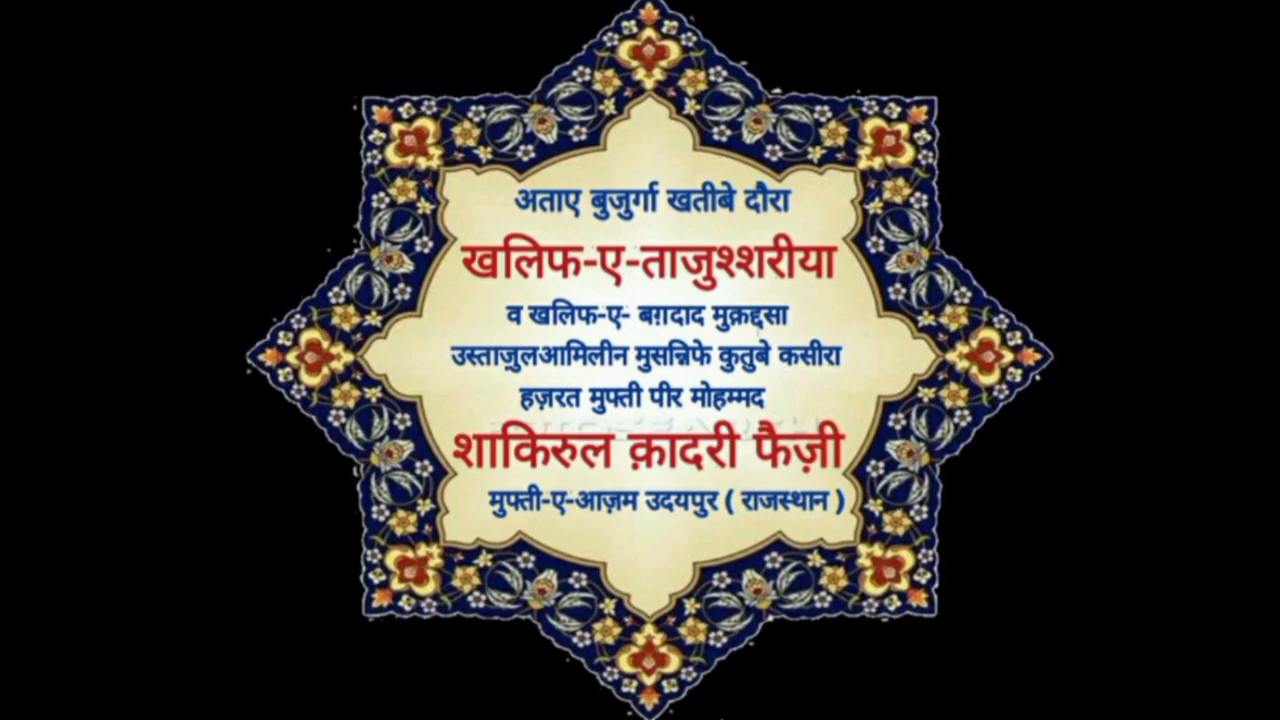 अताए बुजुर्गा खतीबे दौरा
खलिफ-ए-ताजुश्शरीया
व खलिफ-ए- बग़दाद मुक़द्दसा
उस्ताज़ुलआमिलीन मुसन्निफे कुतुबे कसीरा
हज़रत मुफ्ती पीर मोहम्मद
शाकिरुल क़ादरी फैज़ी
मुफ्ती-ए-आज़म उदयपुर ( राजस्थान )